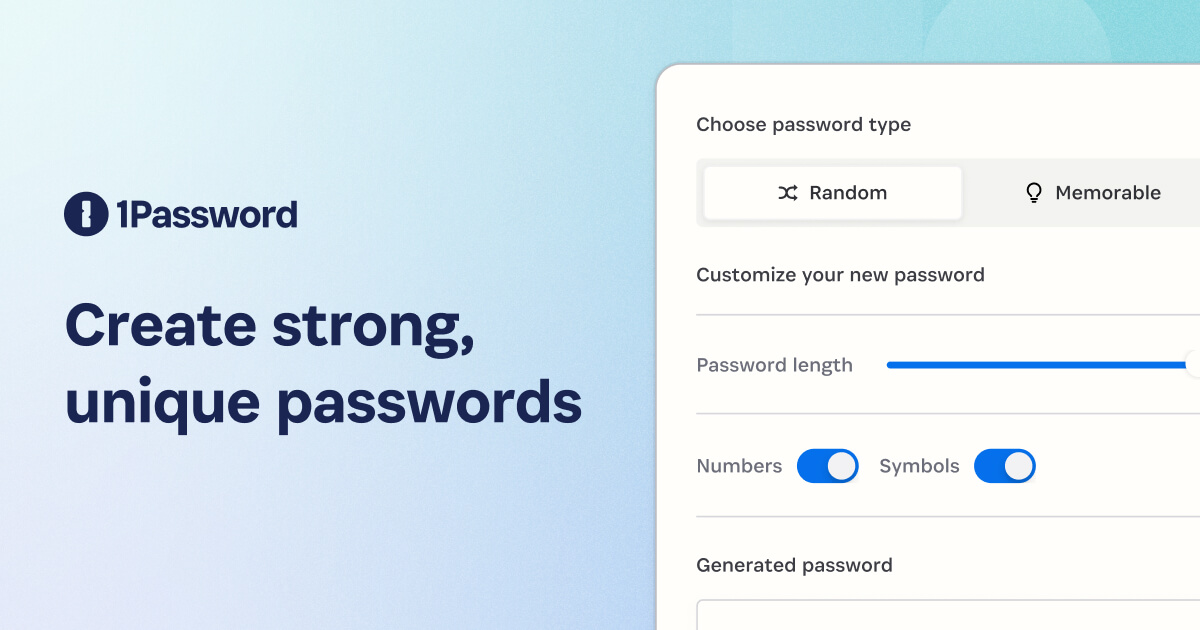 1Password
Create strong,
unique passwords
Choose password type
Random
Memorable
Customize your new password
Password length
Numbers
Symbols
Generated password